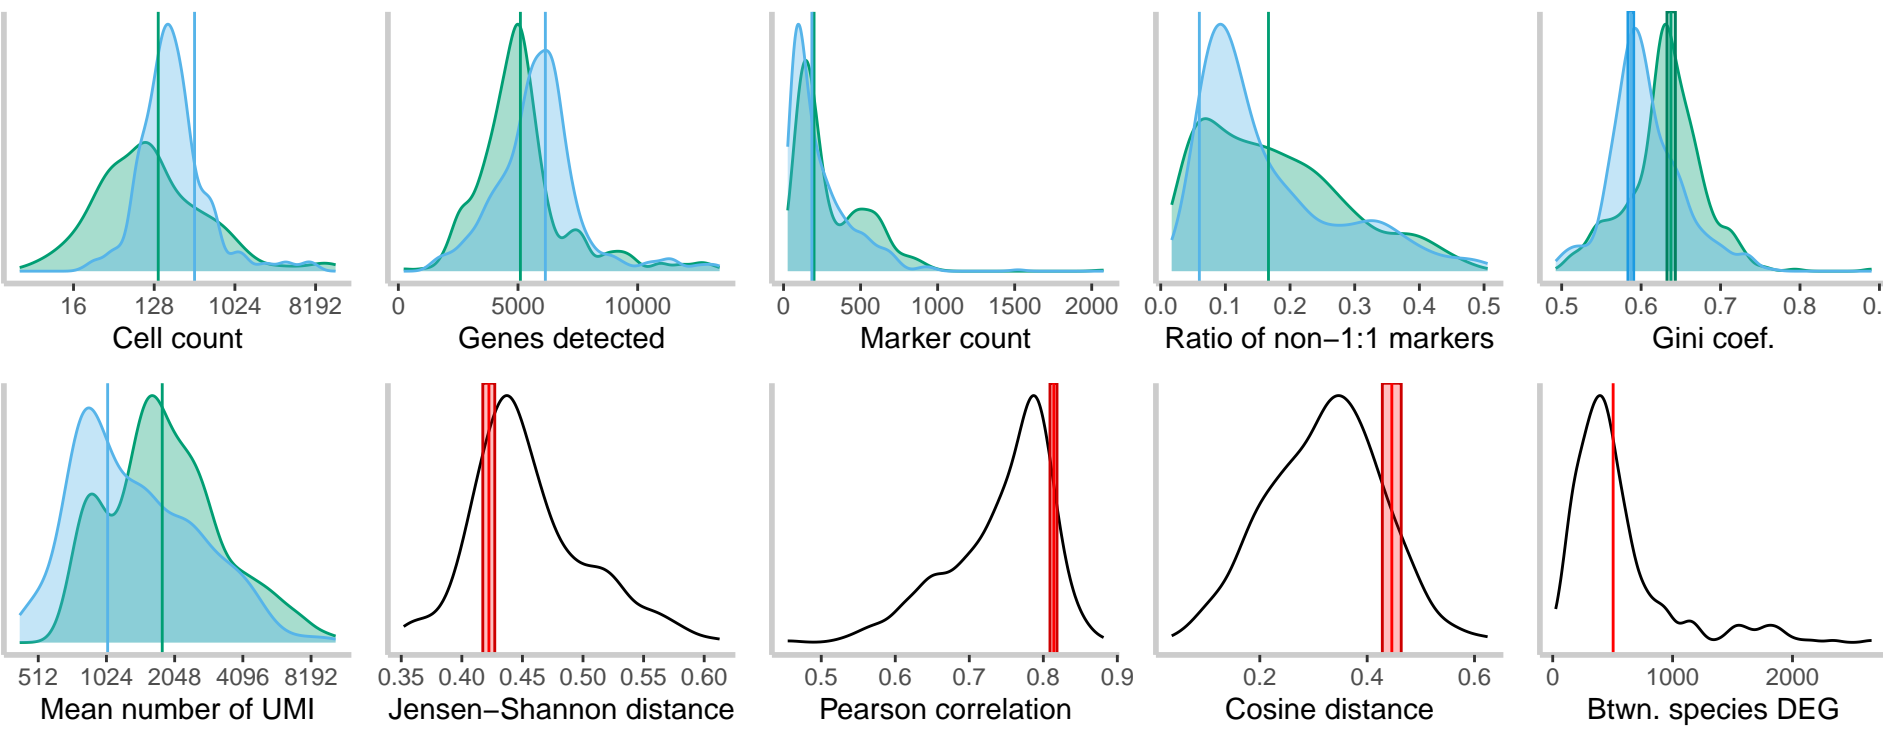 16 128 1024 8192
Cell count
0 5000 10000
Genes detected
0 500 1000 1500 2000
Marker count
0.0 0.1 0.2 0.3 0.4 0.5
Ratio of non−1:1 markers
0.5 0.6 0.7 0.8 0.
Gini coef.
512 1024 2048 4096 8192
Mean number of UMI
0.35 0.40 0.45 0.50 0.55 0.60
Jensen−Shannon distance
0.5 0.6 0.7 0.8 0.9
Pearson correlation
0.2 0.4 0.6
Cosine distance
0 1000 2000
Btwn. species DEG